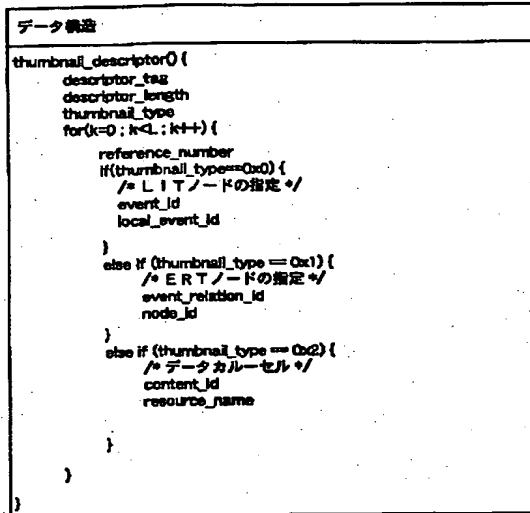 データ構造
thumbnail_descriptor() {
descriptor_tag
descriptor_length
thumbnail_type
for(k=0 ; k<L ; k++) {
reference_number
if(thumbnail_type==0x0) {
/* ＬＩＴノードの指定 */
event_id
local_event_id
}
else if (thumbnail_type == 0x1) {
/* ＥＲＴノードの指定 */
event_relation_id
node_id
}
else if (thumbnail_type == 0x2) {
/* データカルーセル */
content_id
resource_name
}
}
}